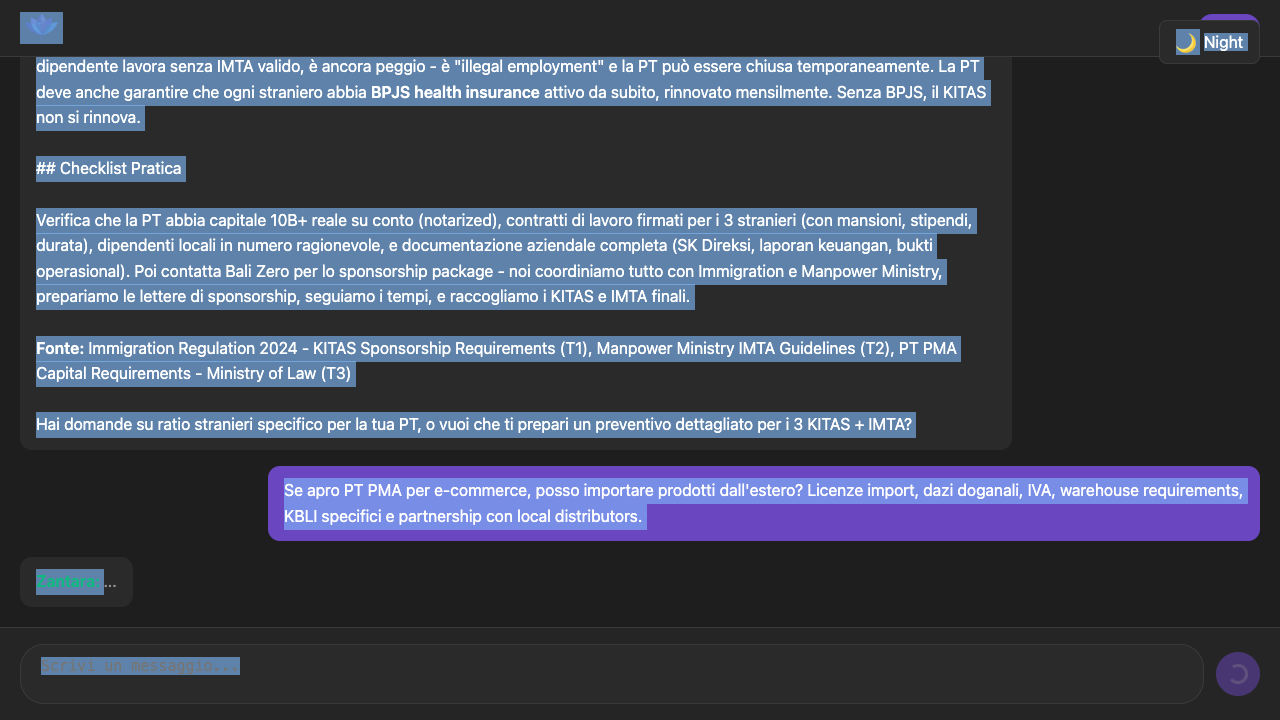 🌙 Night
dipendente lavora senza IMTA valido, è ancora peggio - è "illegal employment" e la PT può essere chiusa temporaneamente. La PT
deve anche garantire che ogni straniero abbia BPJS health insurance attivo da subito, rinnovato mensilmente. Senza BPJS, il KITAS
non si rinnova.
## Checklist Pratica
Verifica che la PT abbia capitale 10B+ reale su conto (notarized), contratti di lavoro firmati per i 3 stranieri (con mansioni, stipendi,
durata), dipendenti locali in numero ragionevole, e documentazione aziendale completa (SK Direksi, laporan keuangan, bukti
operasional). Poi contatta Bali Zero per lo sponsorship package - noi coordiniamo tutto con Immigration e Manpower Ministry,
prepariamo le lettere di sponsorship, seguiamo i tempi, e raccogliamo i KITAS e IMTA finali.
Fonte: Immigration Regulation 2024 - KITAS Sponsorship Requirements (T1), Manpower Ministry IMTA Guidelines (T2), PT PMA
Capital Requirements - Ministry of Law (T3)
Hai domande su ratio stranieri specifico per la tua PT, o vuoi che ti prepari un preventivo dettagliato per i 3 KITAS + IMTA?
Se apro PT PMA per e-commerce, posso importare prodotti dall'estero? Licenze import, dazi doganali, IVA, warehouse requirements,
KBLI specifici e partnership con local distributors.
Zantara: ...
Scrivi un messaggio...